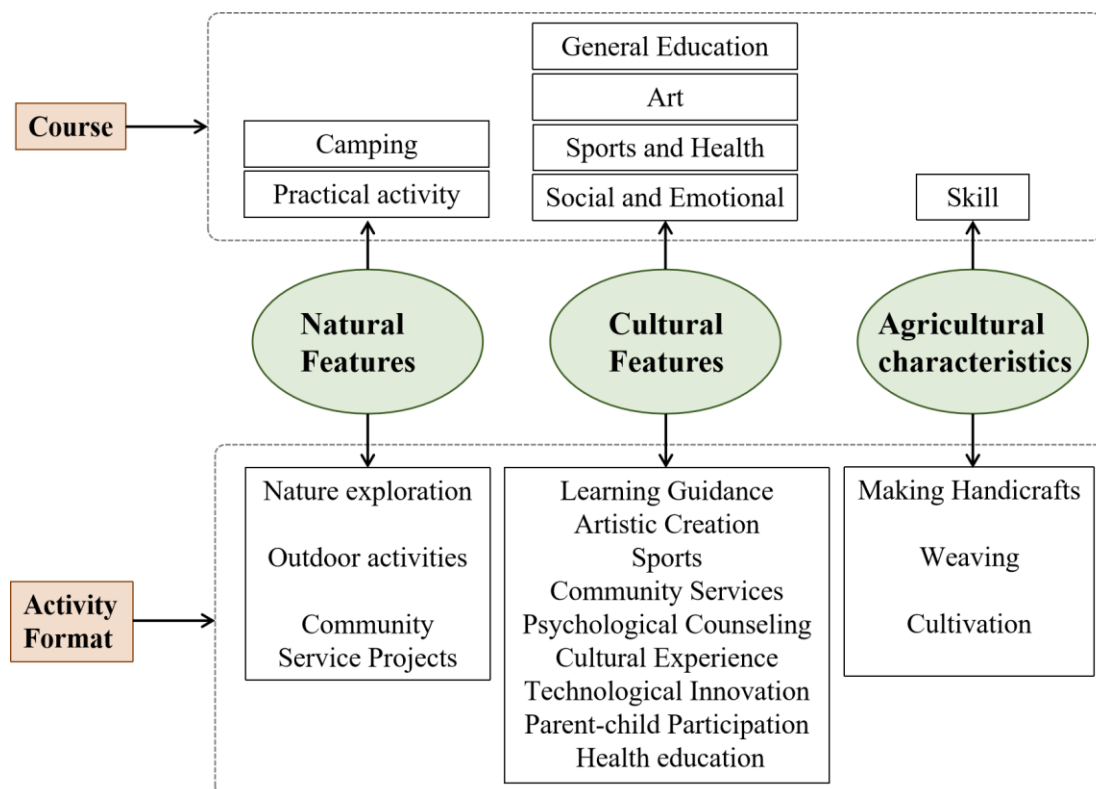 General Education
Art
Course
Camping
Sports and Health
Practical activity
Social and Emotional
Skill
Natural
Features
Cultural
Features
Agricultural
characteristics
Nature exploration
Outdoor activities
Community
Service Projects
Learning Guidance
Artistic Creation
Sports
Community Services
Psychological Counseling
Cultural Experience
Technological Innovation
Parent-child Participation
Health education
Making Handicrafts
Weaving
Cultivation
Activity
Format